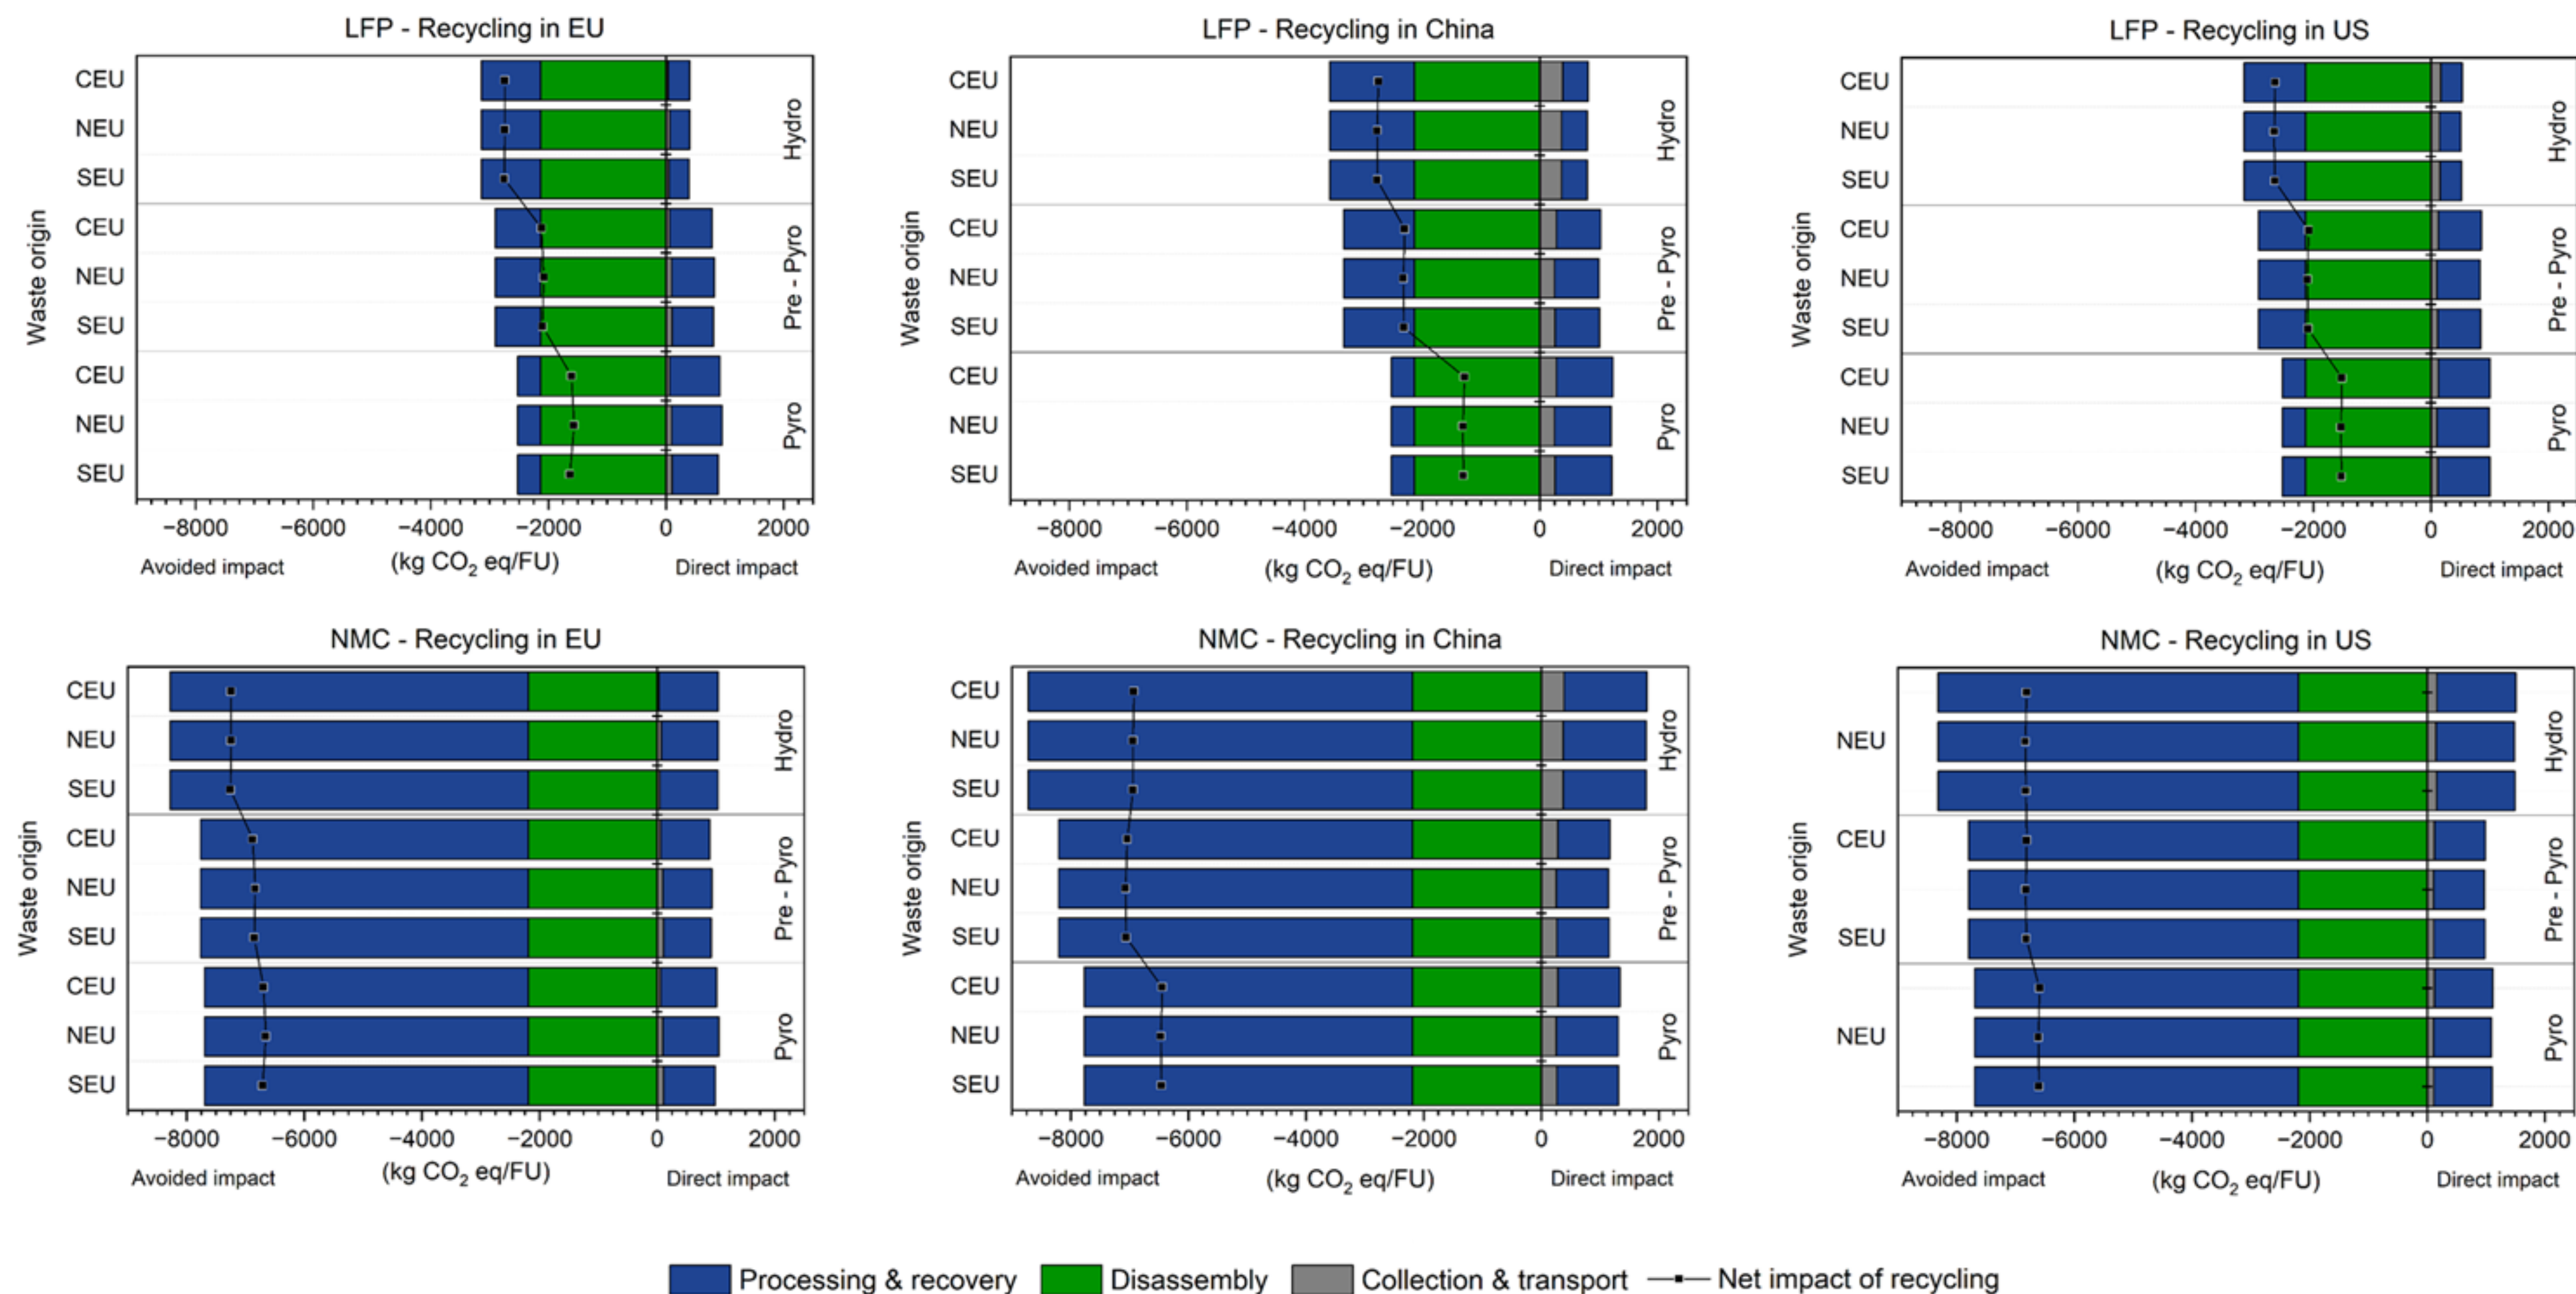 LFP - Recycling in EU
Waste origin
CEU
NEU
SEU
CEU
NEU
SEU
CEU
NEU
SEU
Hydro
Pre - Pyro
Pyro
−8000 −6000 −4000 −2000 0 2000
Avoided impact (kg CO₂ eq/FU) Direct impact
LFP - Recycling in China
Waste origin
CEU
NEU
SEU
CEU
NEU
SEU
CEU
NEU
SEU
Hydro
Pre - Pyro
Pyro
−8000 −6000 −4000 −2000 0 2000
Avoided impact (kg CO₂ eq/FU) Direct impact
LFP - Recycling in US
Waste origin
CEU
NEU
SEU
CEU
NEU
SEU
CEU
NEU
SEU
Hydro
Pre - Pyro
Pyro
−8000 −6000 −4000 −2000 0 2000
Avoided impact (kg CO₂ eq/FU) Direct impact
NMC - Recycling in EU
Waste origin
CEU
NEU
SEU
CEU
NEU
SEU
CEU
NEU
SEU
Hydro
Pre - Pyro
Pyro
−8000 −6000 −4000 −2000 0 2000
Avoided impact (kg CO₂ eq/FU) Direct impact
NMC - Recycling in China
Waste origin
CEU
NEU
SEU
CEU
NEU
SEU
CEU
NEU
SEU
Hydro
Pre - Pyro
Pyro
−8000 −6000 −4000 −2000 0 2000
Avoided impact (kg CO₂ eq/FU) Direct impact
NMC - Recycling in US
Waste origin
NEU
CEU
SEU
NEU
Hydro
Pre - Pyro
Pyro
−8000 −6000 −4000 −2000 0 2000
Avoided impact (kg CO₂ eq/FU) Direct impact
Processing & recovery Disassembly Collection & transport Net impact of recycling